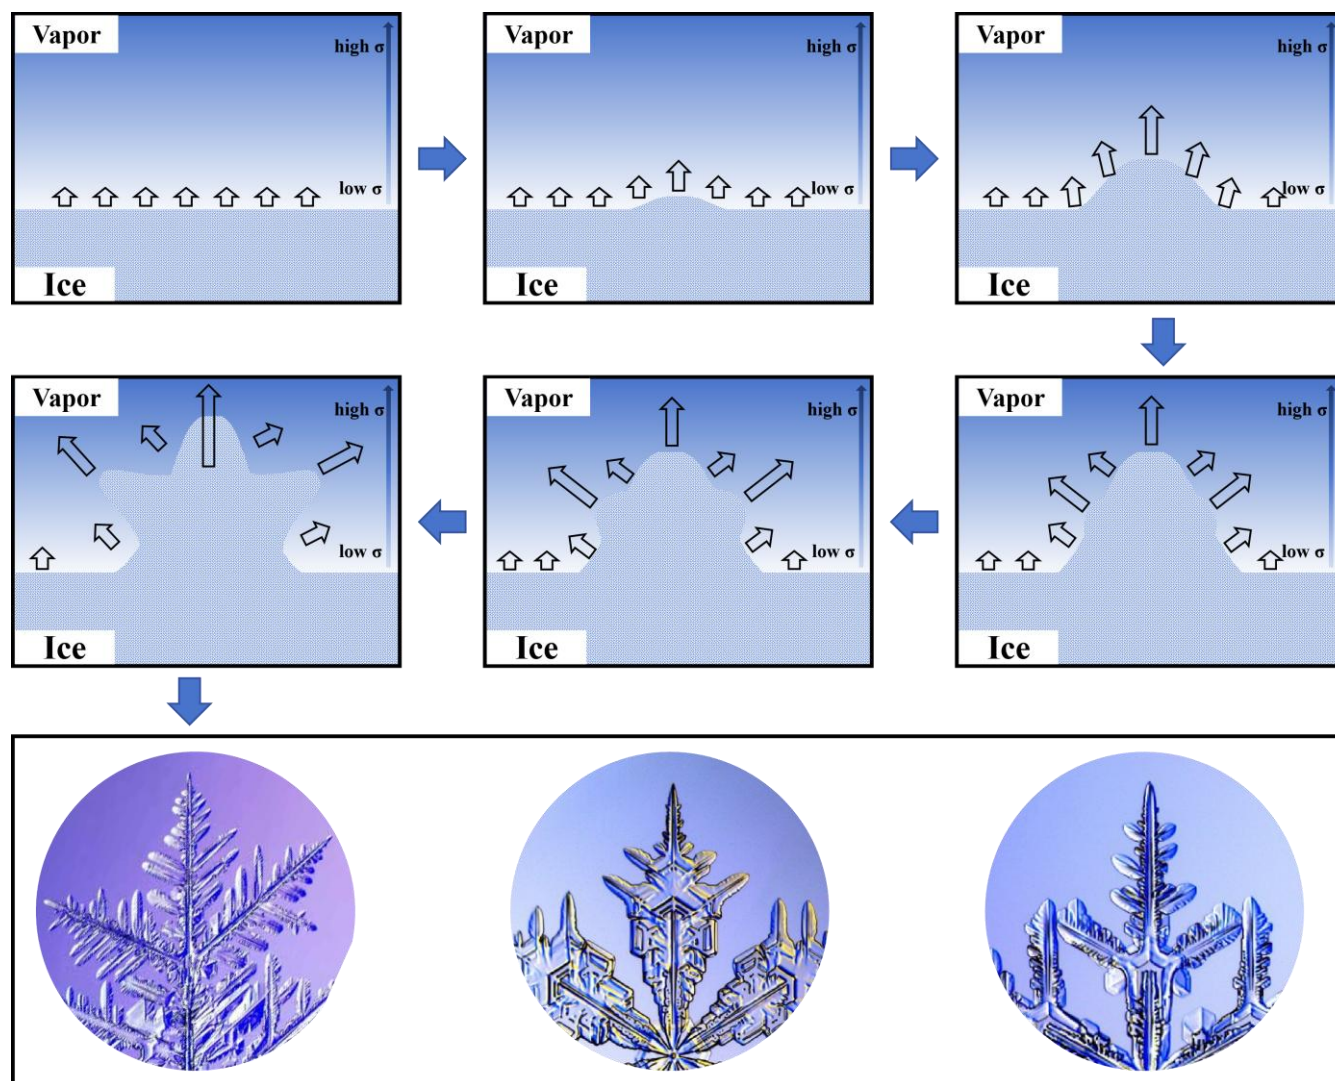 Vapor
high σ
low σ
Ice
Vapor
high σ
low σ
Ice
Vapor
high σ
low σ
Ice
Vapor
high σ
low σ
Ice
Vapor
high σ
low σ
Ice
Vapor
high σ
low σ
Ice